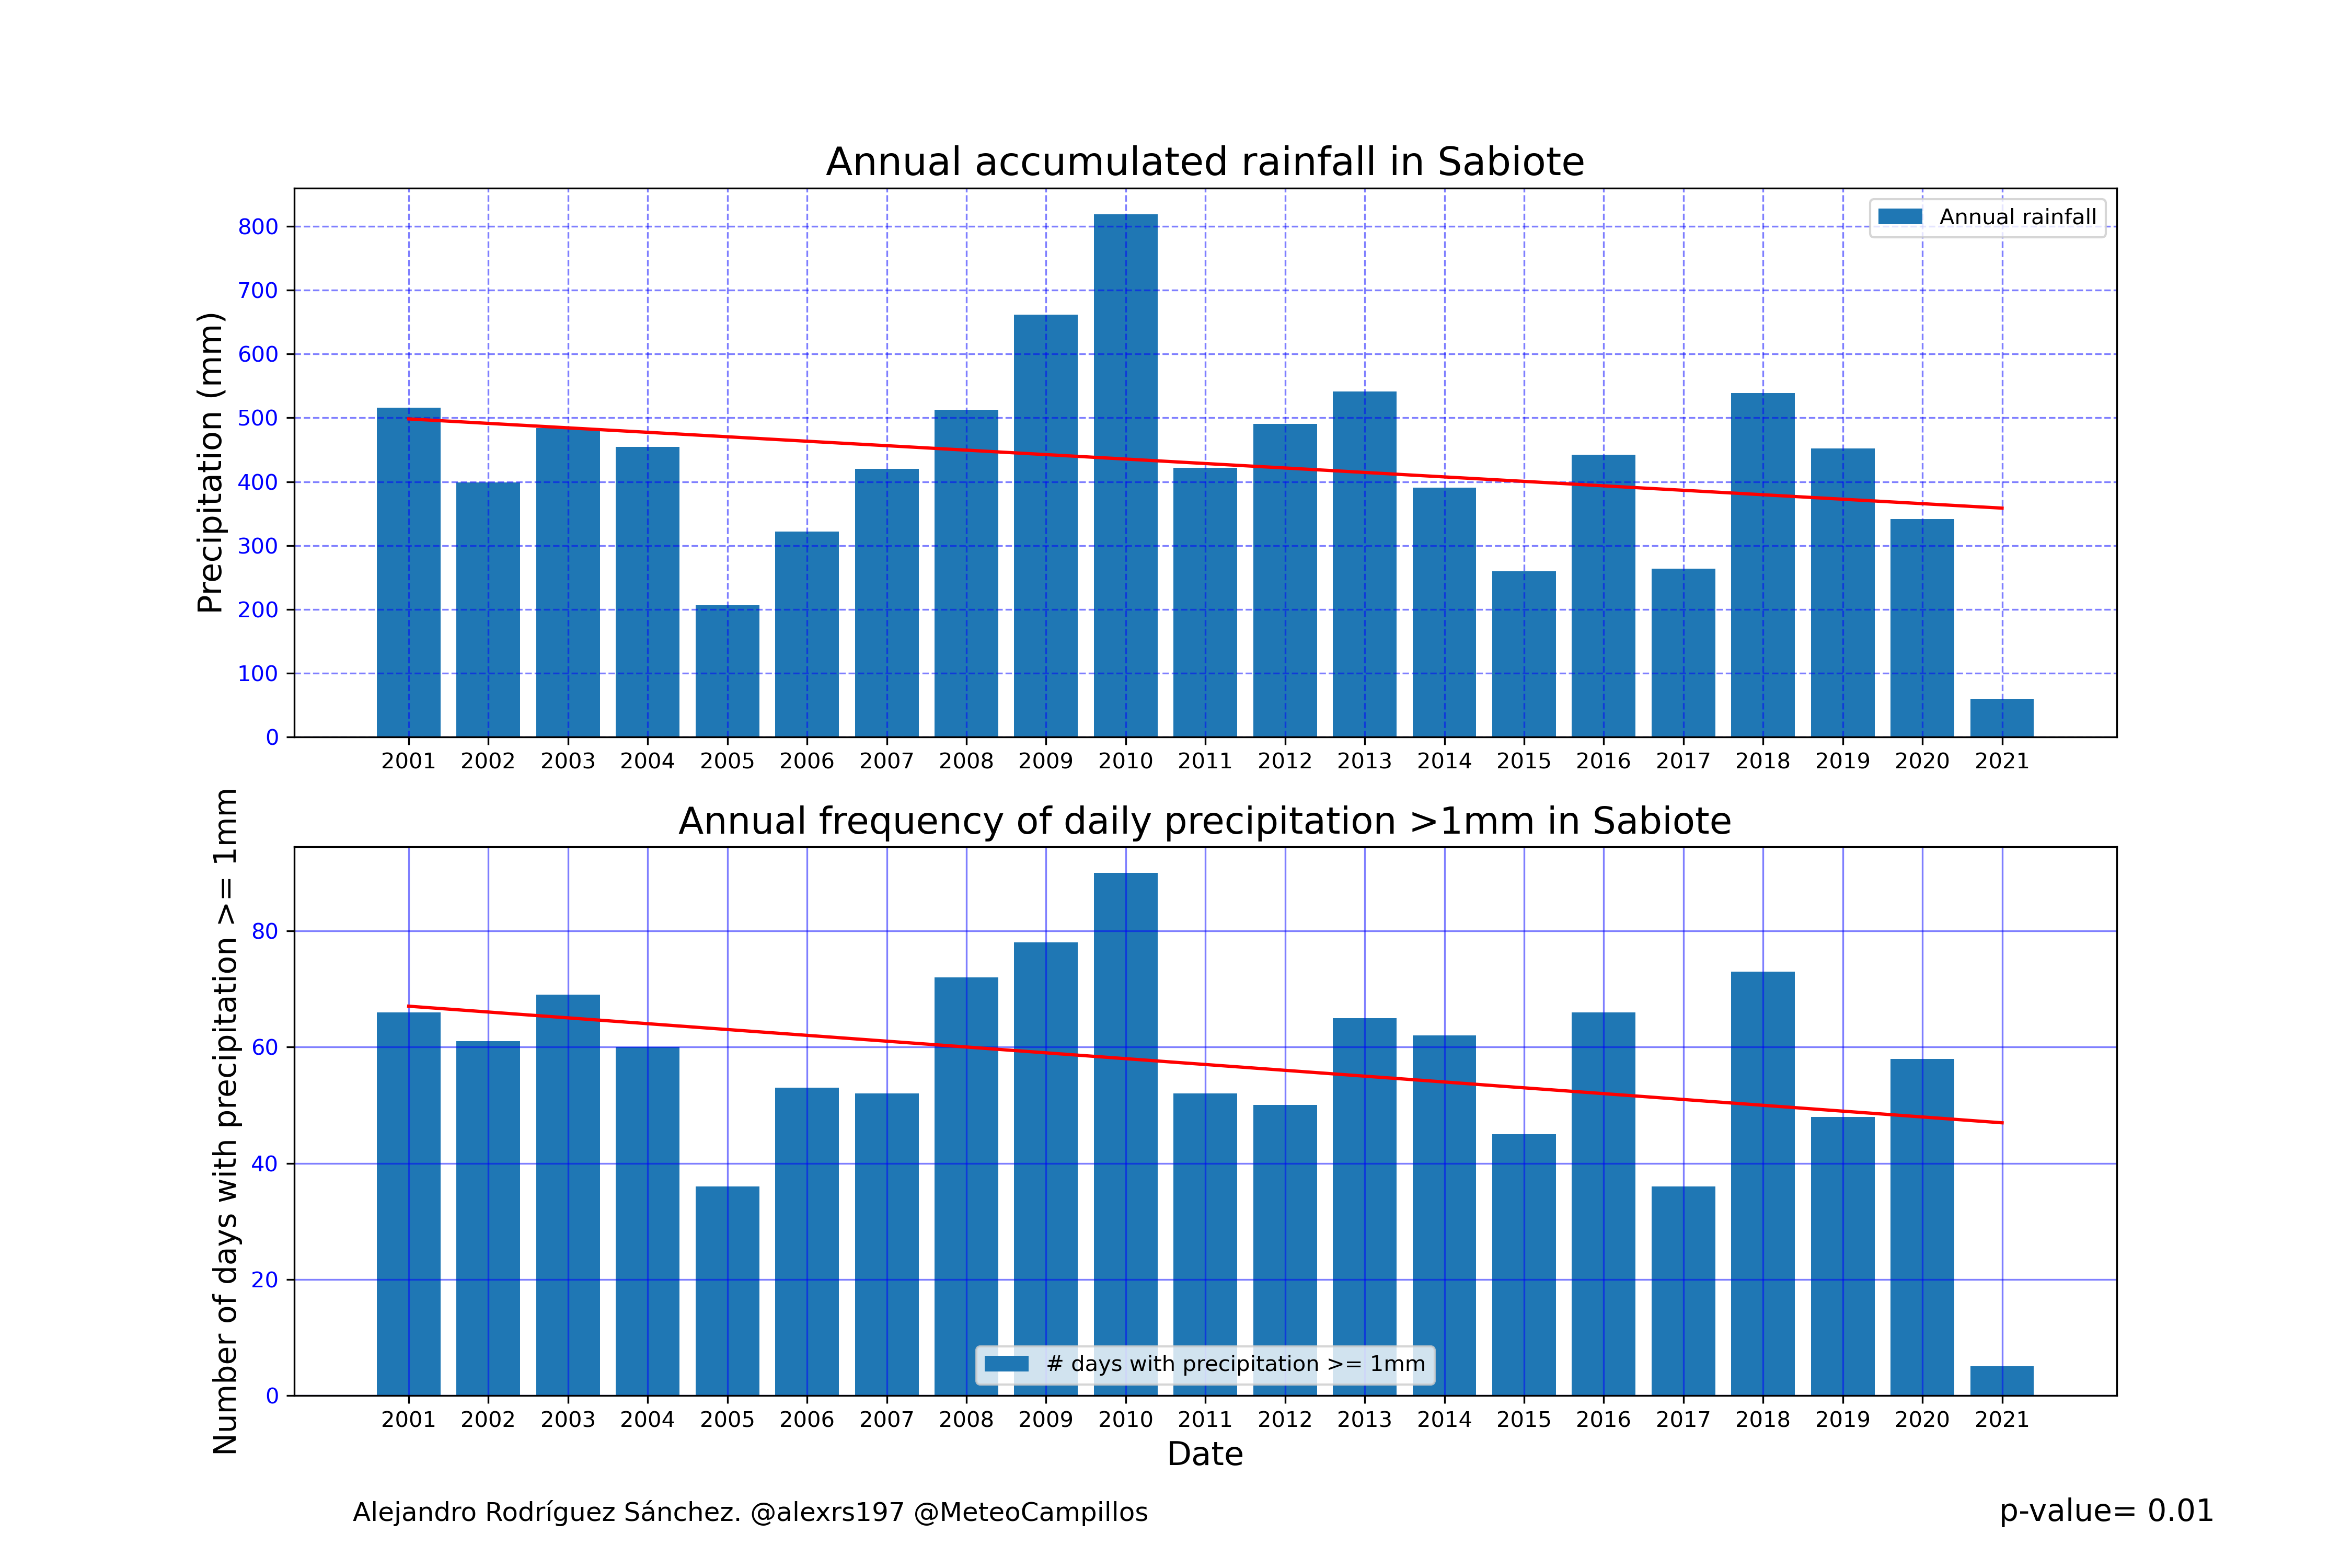 Annual accumulated rainfall in Sabiote
Precipitation (mm)
800
700
600
500
400
300
200
100
0
Annual rainfall
2001 2002 2003 2004 2005 2006 2007 2008 2009 2010 2011 2012 2013 2014 2015 2016 2017 2018 2019 2020 2021
Annual frequency of daily precipitation >1mm in Sabiote
Number of days with precipitation >= 1mm
80
60
40
20
0
# days with precipitation >= 1mm
2001 2002 2003 2004 2005 2006 2007 2008 2009 2010 2011 2012 2013 2014 2015 2016 2017 2018 2019 2020 2021
Date
Alejandro Rodríguez Sánchez. @alexrs197 @MeteoCampillos
p-value= 0.01